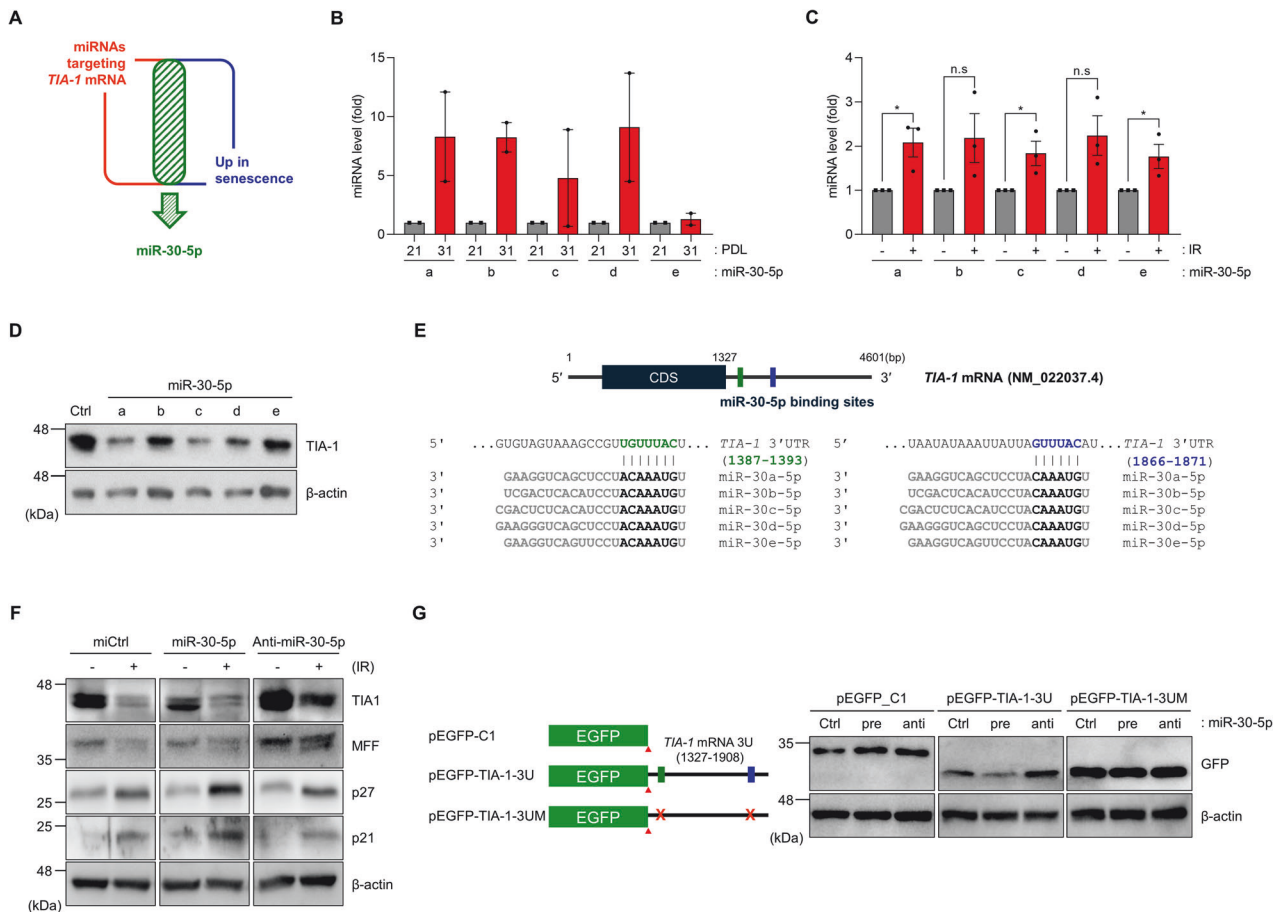 A
miRNAs
targeting
TIA-1 mRNA
Up in
senescence
miR-30-5p
B
miRNA level (fold)
15
10
5
0
21 31 21 31 21 31 21 31 21 31 : PDL
a b c d e : miR-30-5p
C
miRNA level (fold)
4
3
2
1
0
* n.s * n.s *
- + - + - + - + - + : IR
a b c d e : miR-30-5p
D
miR-30-5p
Ctrl a b c d e
48
TIA-1
48
β-actin
(kDa)
E
1 1327 4601(bp)
5′ CDS 3′ TIA-1 mRNA (NM_022037.4)
miR-30-5p binding sites
5' ...GUGUAGUAAAGCCGUUGUUUACU... TIA-1 3'UTR
(1387-1393)
3' GAAGGUCAGCUCCUACAAAUGU miR-30a-5p
3' UCGACUCACAUCCUACAAAUGU miR-30b-5p
3' CGACUCUCACAUCCUACAAAUGU miR-30c-5p
3' GAAGGGUCAGCUCCUACAAAUGU miR-30d-5p
3' GAAGGUCAGUUCCUACAAAUGU miR-30e-5p
5' ...UAAUAUAAAUUAUUAGUUUACAU... TIA-1 3'UTR
(1866-1871)
3' GAAGGUCAGCUCCUACAAAUGU miR-30a-5p
3' UCGACUCACAUCCUACAAAUGU miR-30b-5p
3' CGACUCUCACAUCCUACAAAUGU miR-30c-5p
3' GAAGGGUCAGCUCCUACAAAUGU miR-30d-5p
3' GAAGGUCAGUUCCUACAAAUGU miR-30e-5p
F
miCtrl miR-30-5p Anti-miR-30-5p
- + - + - + (IR)
48
TIA1
MFF
35
p27
25
25
p21
48
β-actin
(kDa)
G
pEGFP-C1 EGFP
TIA-1 mRNA 3U
(1327-1908)
pEGFP-TIA-1-3U EGFP
pEGFP-TIA-1-3UM EGFP
pEGFP_C1 pEGFP-TIA-1-3U pEGFP-TIA-1-3UM
Ctrl pre anti Ctrl pre anti Ctrl pre anti : miR-30-5p
35
GFP
48
β-actin
(kDa)